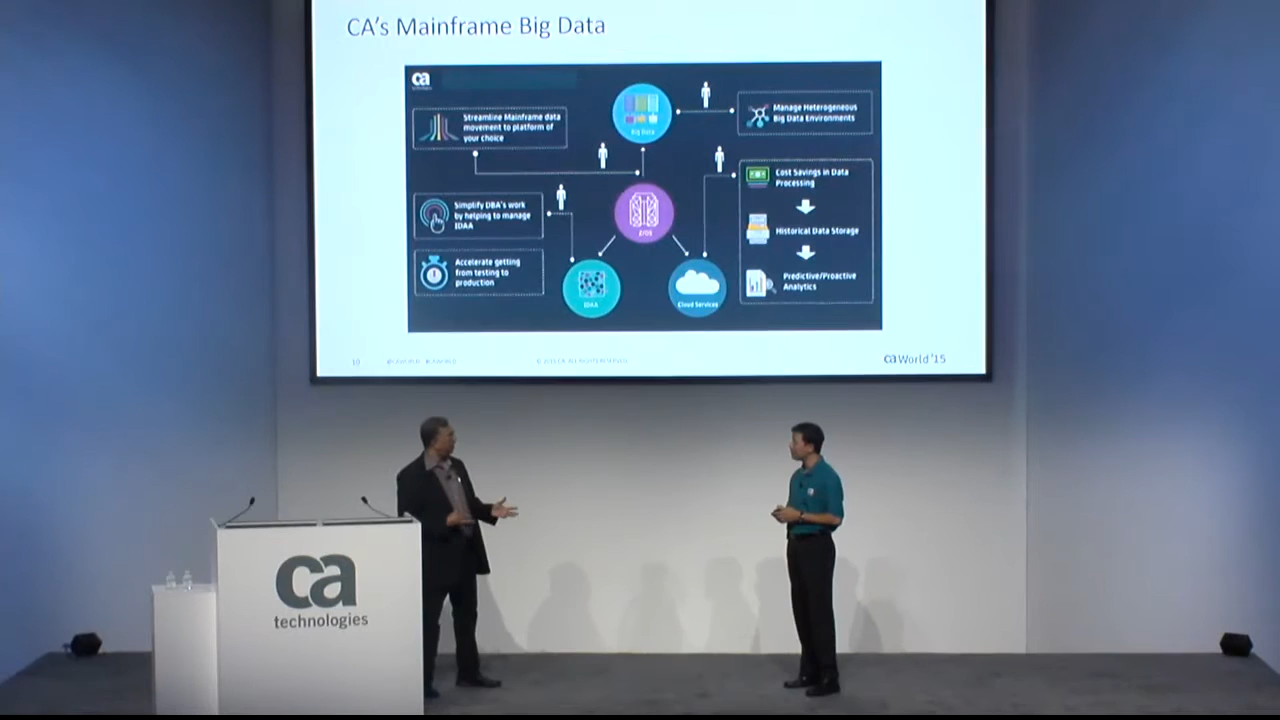 CA's Mainframe Big Data
ca
Streamline Mainframe data
movement to platform of
your choice
Big Data
Manage Heterogeneous
Big Data Environments
Simplify DBA's work
by helping to manage
IDAA
z/OS
Cost Savings in Data
Processing
Historical Data Storage
Predictive/Proactive
Analytics
Accelerate getting
from testing to
production
IDAA
Cloud Services
10
ca World '15
ca
technologies